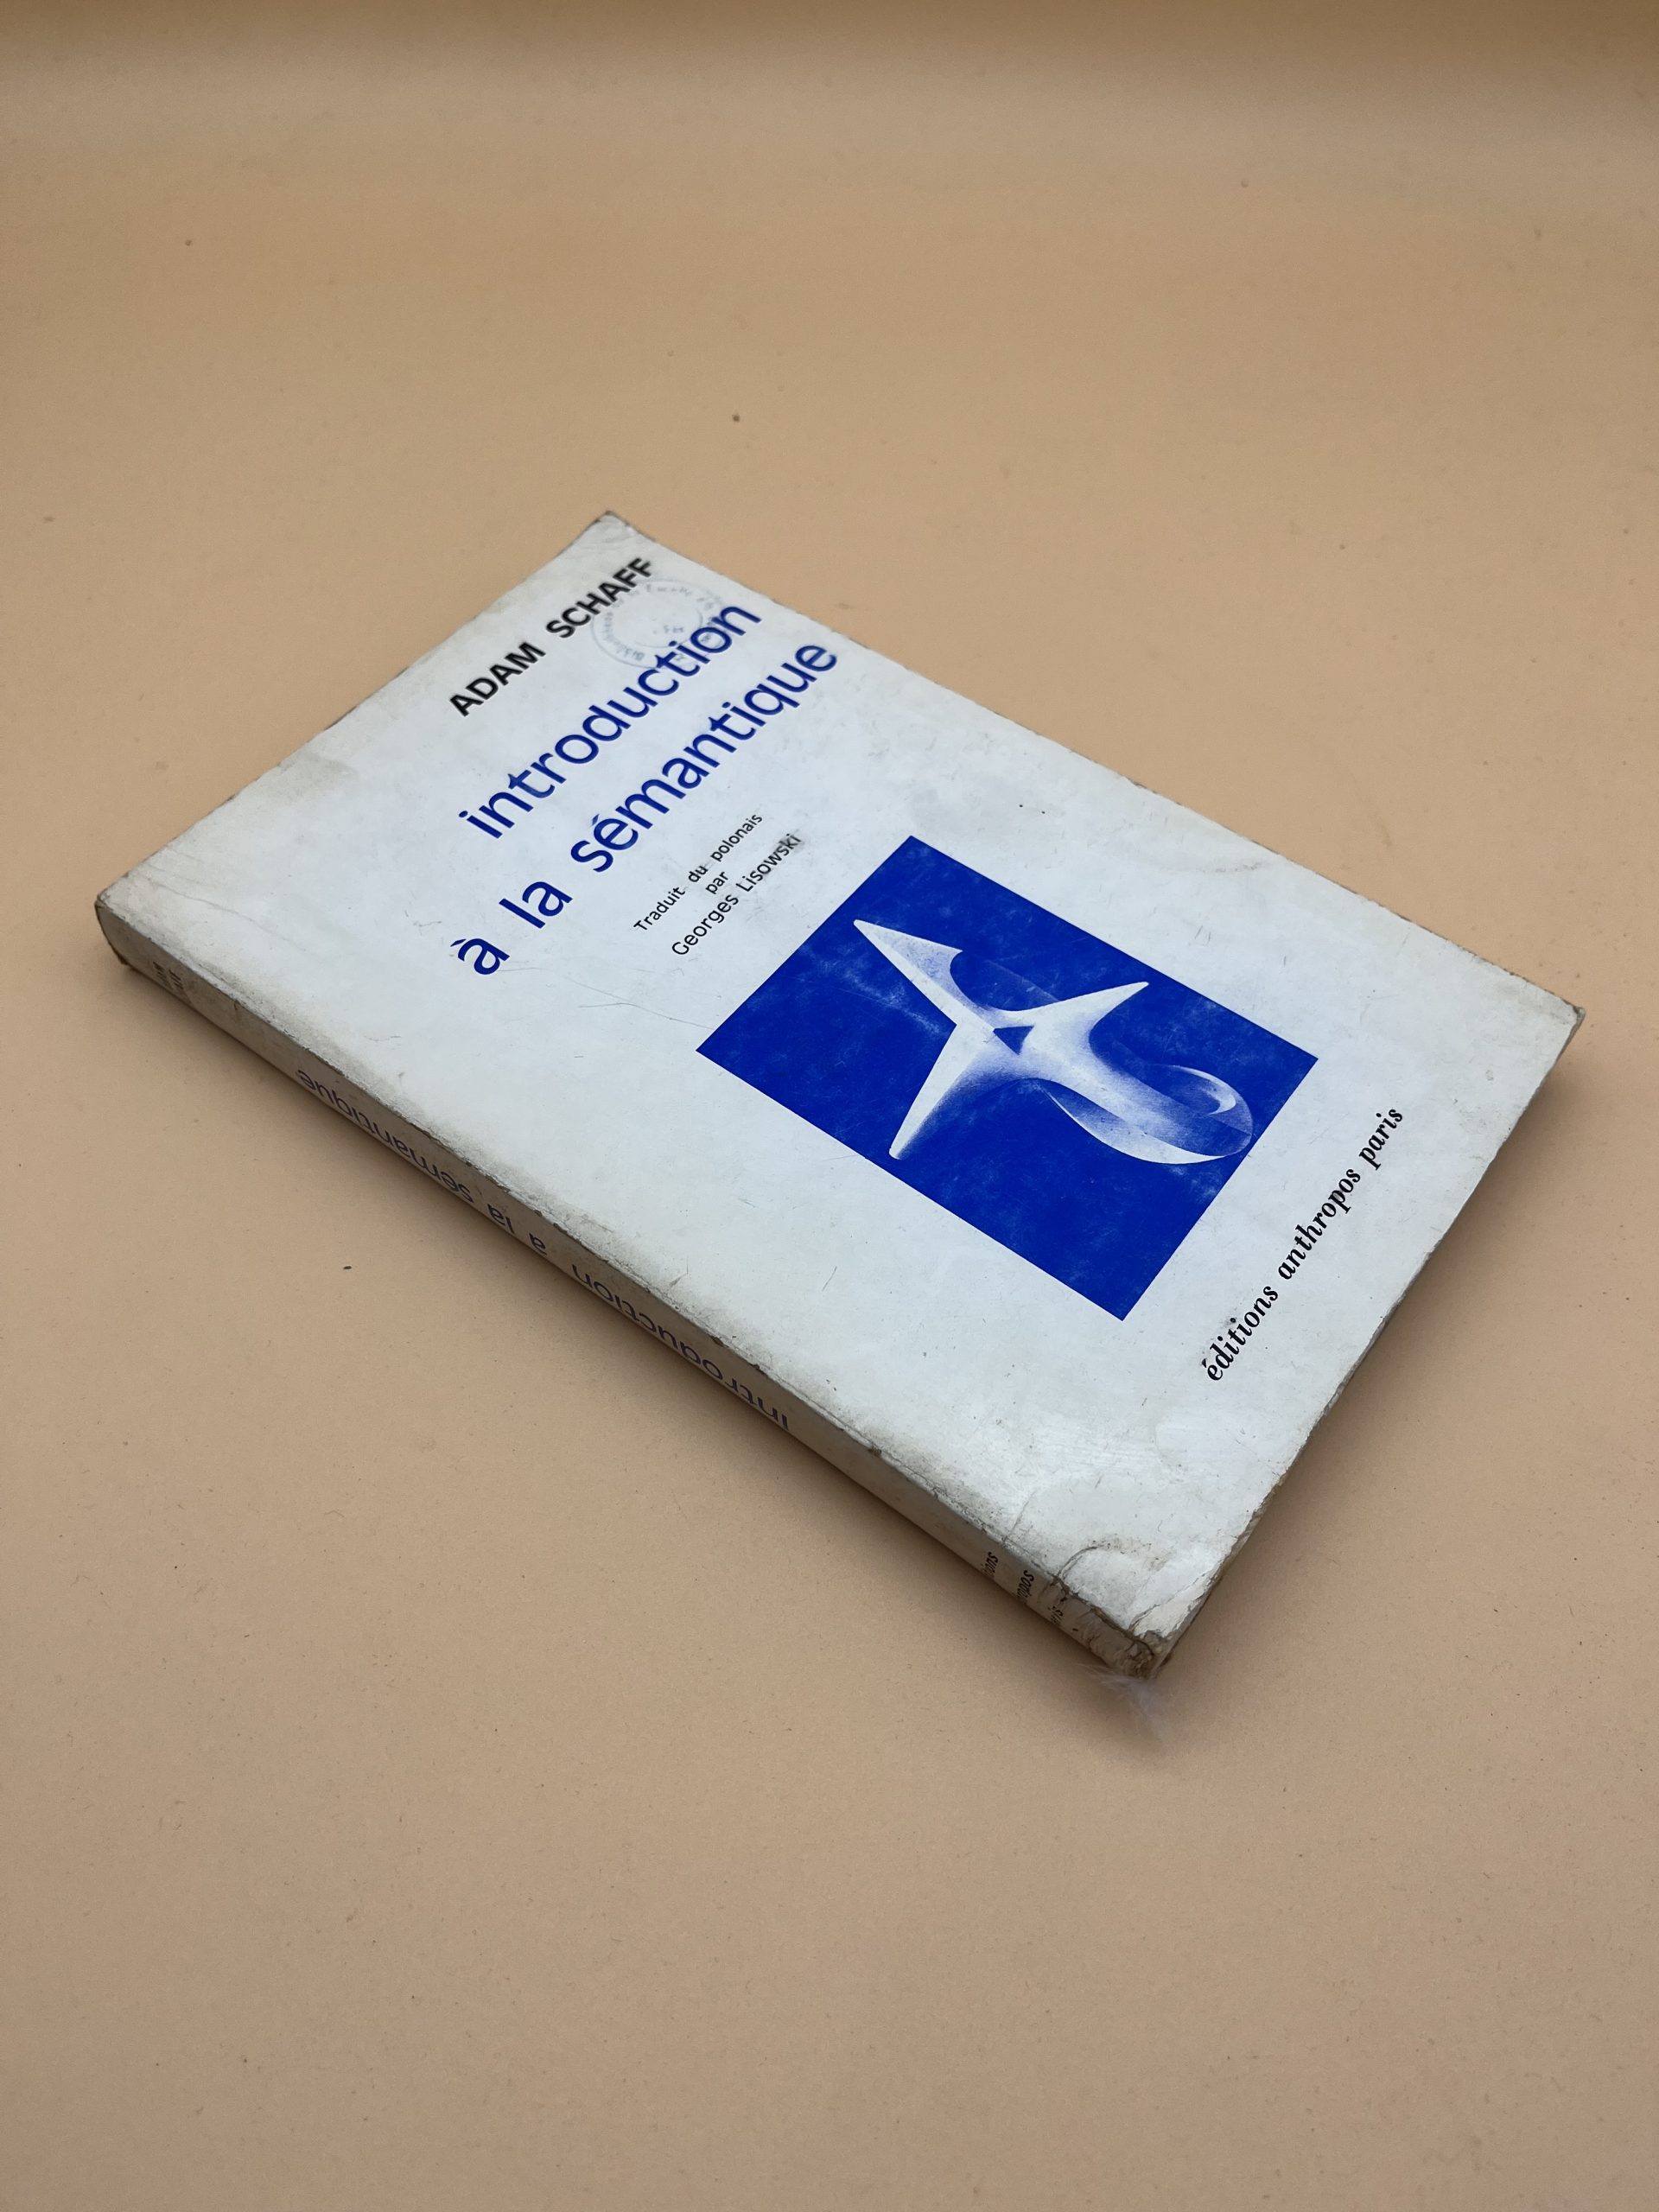 ADAM SCHAFF
introduction
à la sémantique
Traduit du polonais
par
Georges Lisowski
éditions anthropos paris
introduction à la sémantique